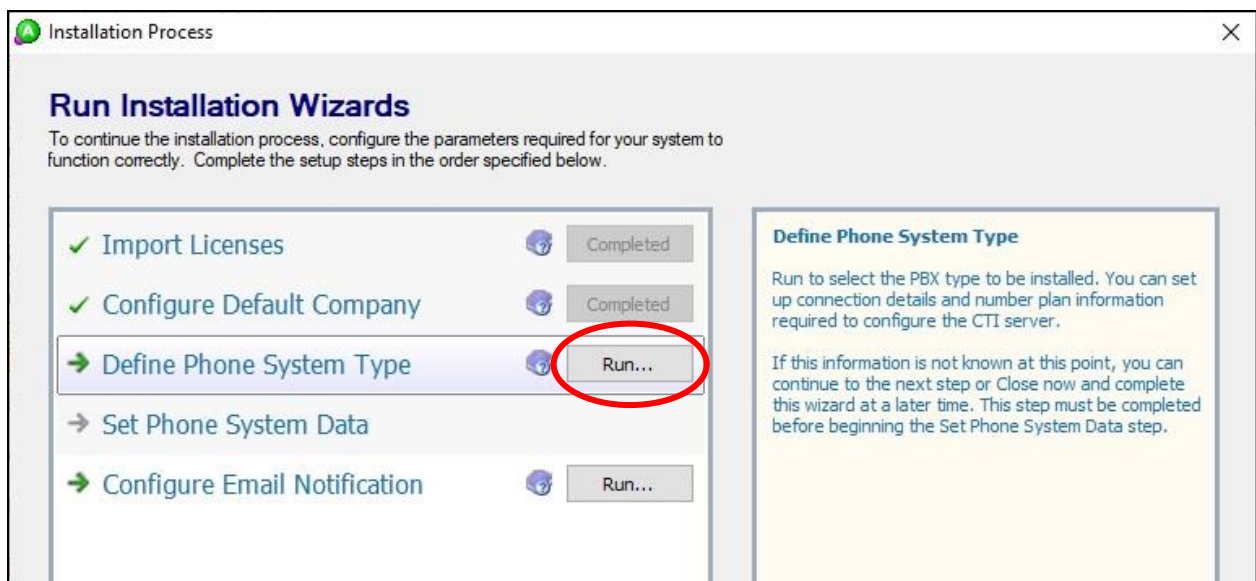 Installation Process
Run Installation Wizards
To continue the installation process, configure the parameters required for your system to
function correctly. Complete the setup steps in the order specified below.
Import Licenses
Completed
Configure Default Company
Completed
Define Phone System Type
Run...
Set Phone System Data
Configure Email Notification
Run...
Define Phone System Type
Run to select the PBX type to be installed. You can set
up connection details and number plan information
required to configure the CTI server.
If this information is not known at this point, you can
continue to the next step or Close now and complete
this wizard at a later time. This step must be completed
before beginning the Set Phone System Data step.